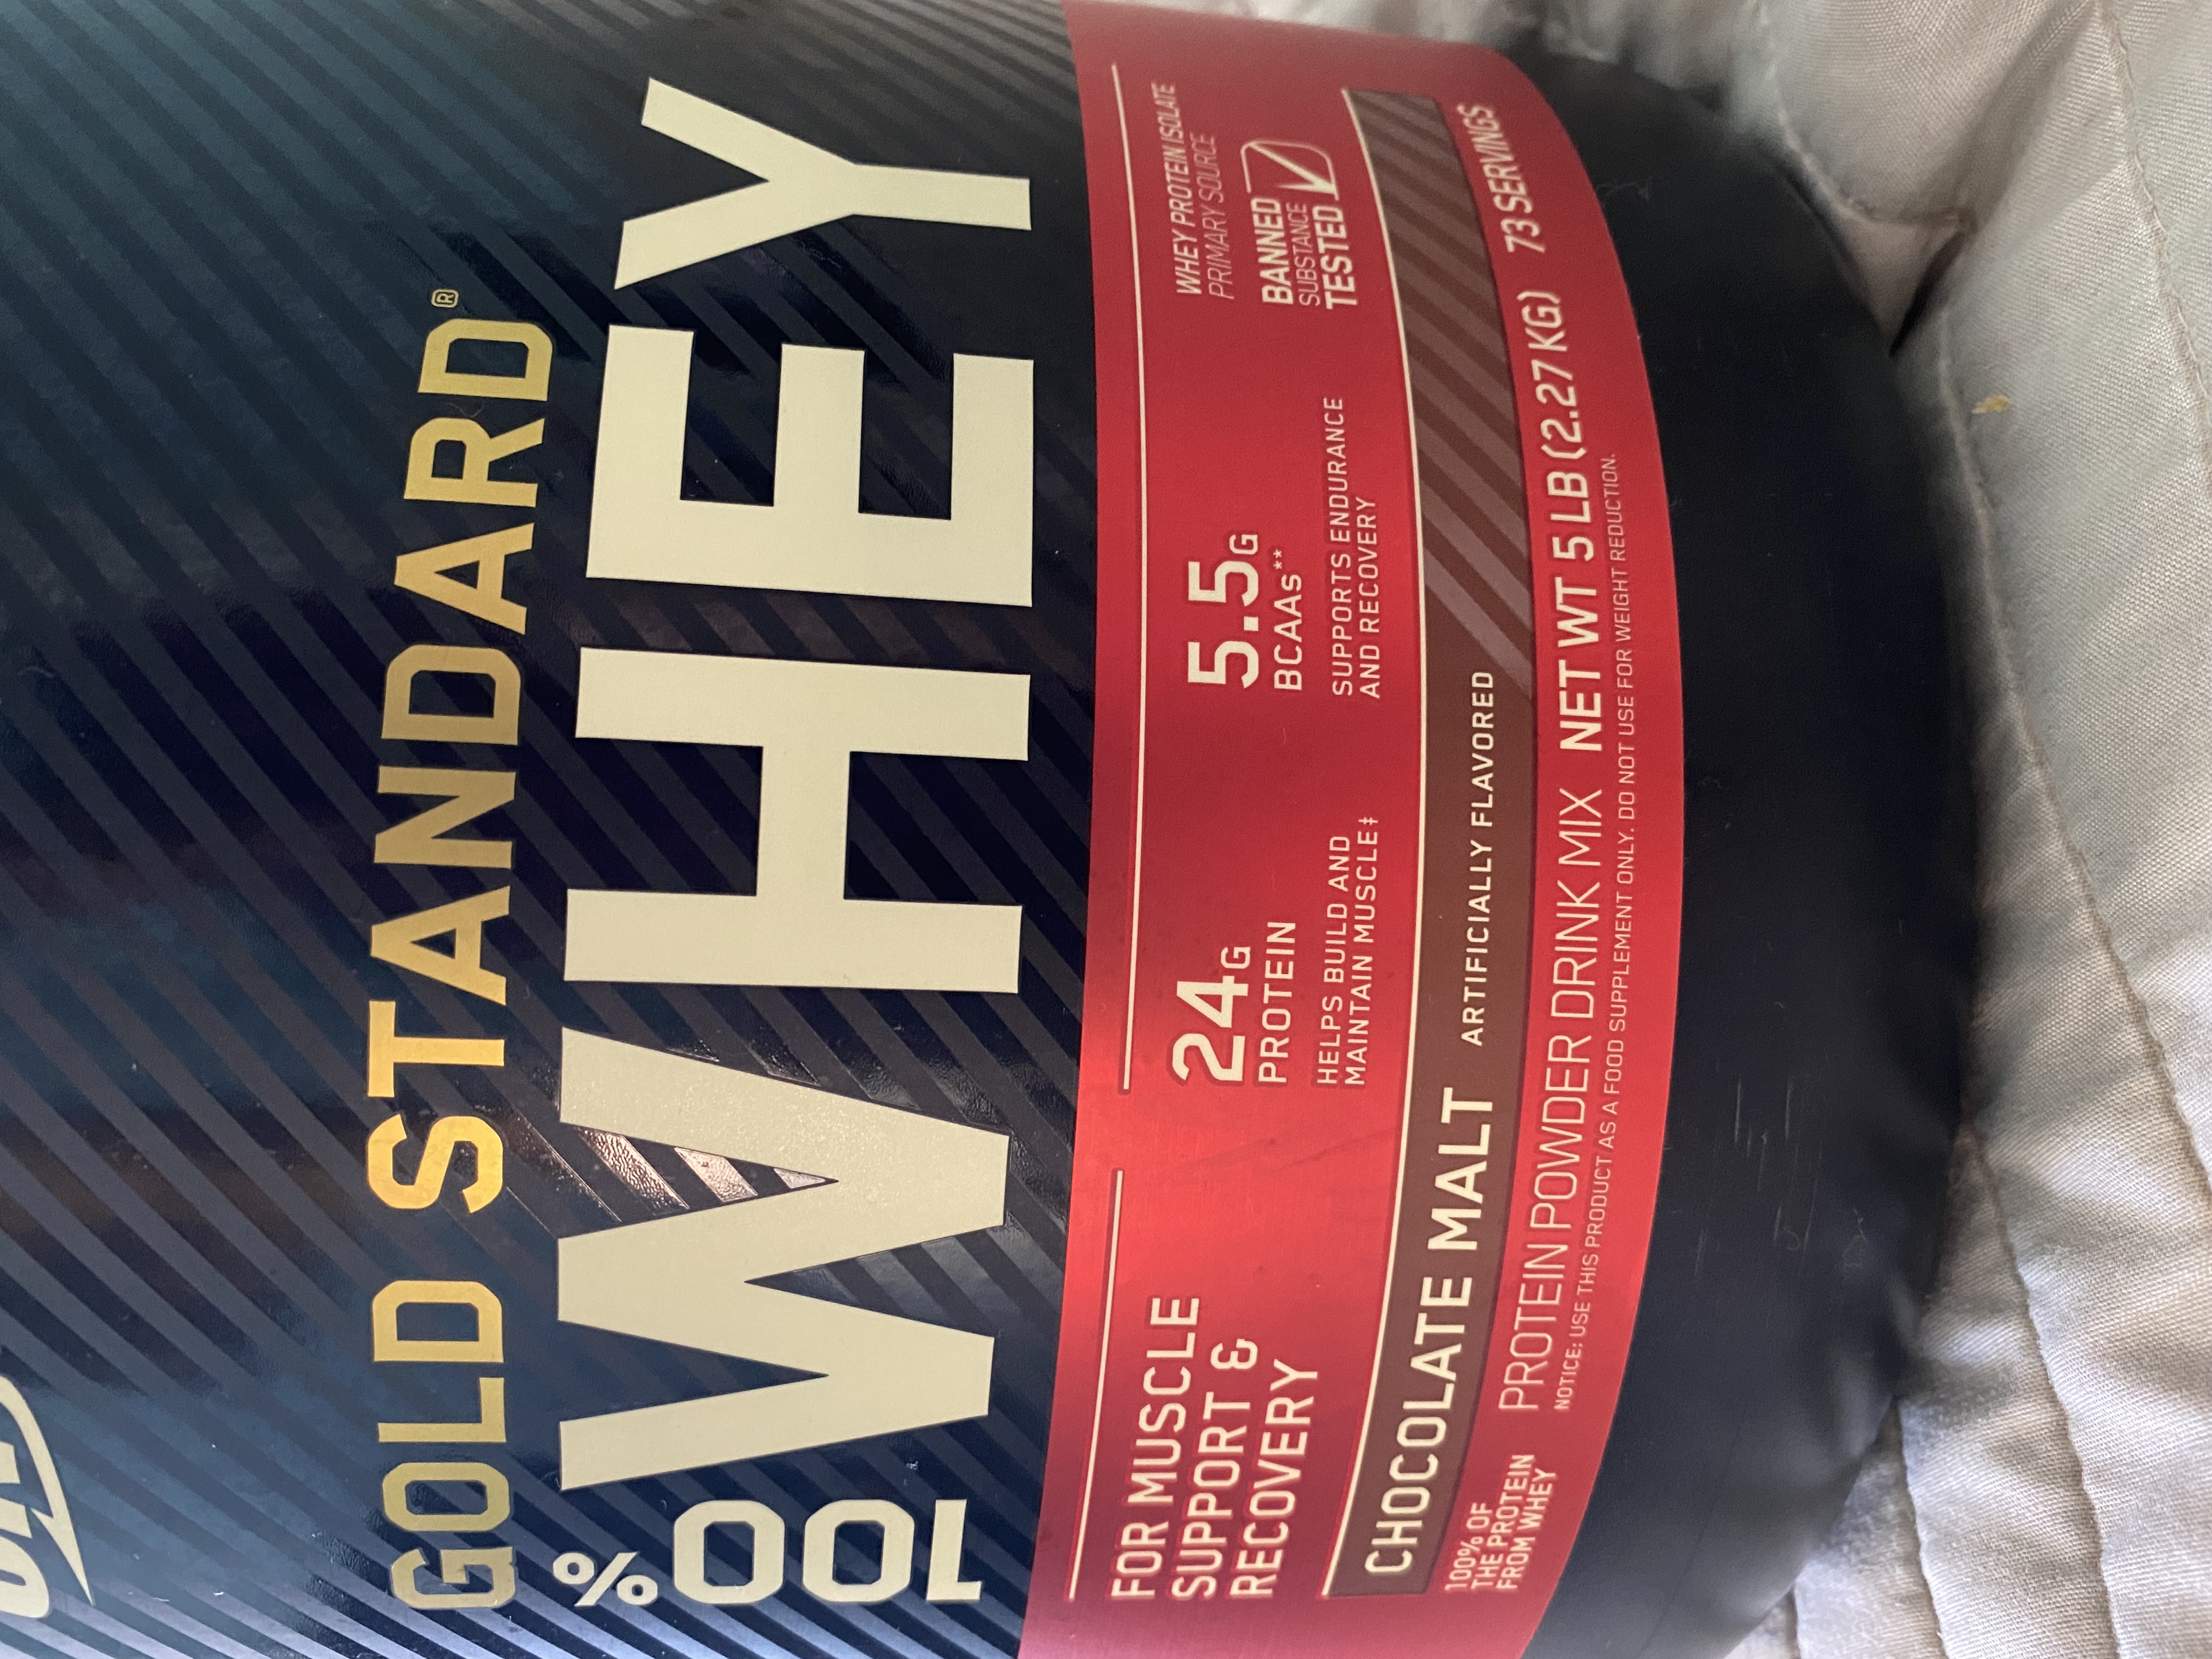 GOLD STANDARD®
100% WHEY
FOR MUSCLE
SUPPORT &
RECOVERY
24G
PROTEIN
HELPS BUILD AND
MAINTAIN MUSCLE‡
5.5G
BCAAs**
SUPPORTS ENDURANCE
AND RECOVERY
WHEY PROTEIN ISOLATE
PRIMARY SOURCE
BANNED
SUBSTANCE
TESTED
CHOCOLATE MALT ARTIFICIALLY FLAVORED
100% OF
THE PROTEIN
FROM WHEY
PROTEIN POWDER DRINK MIX NET WT 5 LB (2.27 KG) 73 SERVINGS
NOTICE: USE THIS PRODUCT AS A FOOD SUPPLEMENT ONLY. DO NOT USE FOR WEIGHT REDUCTION.